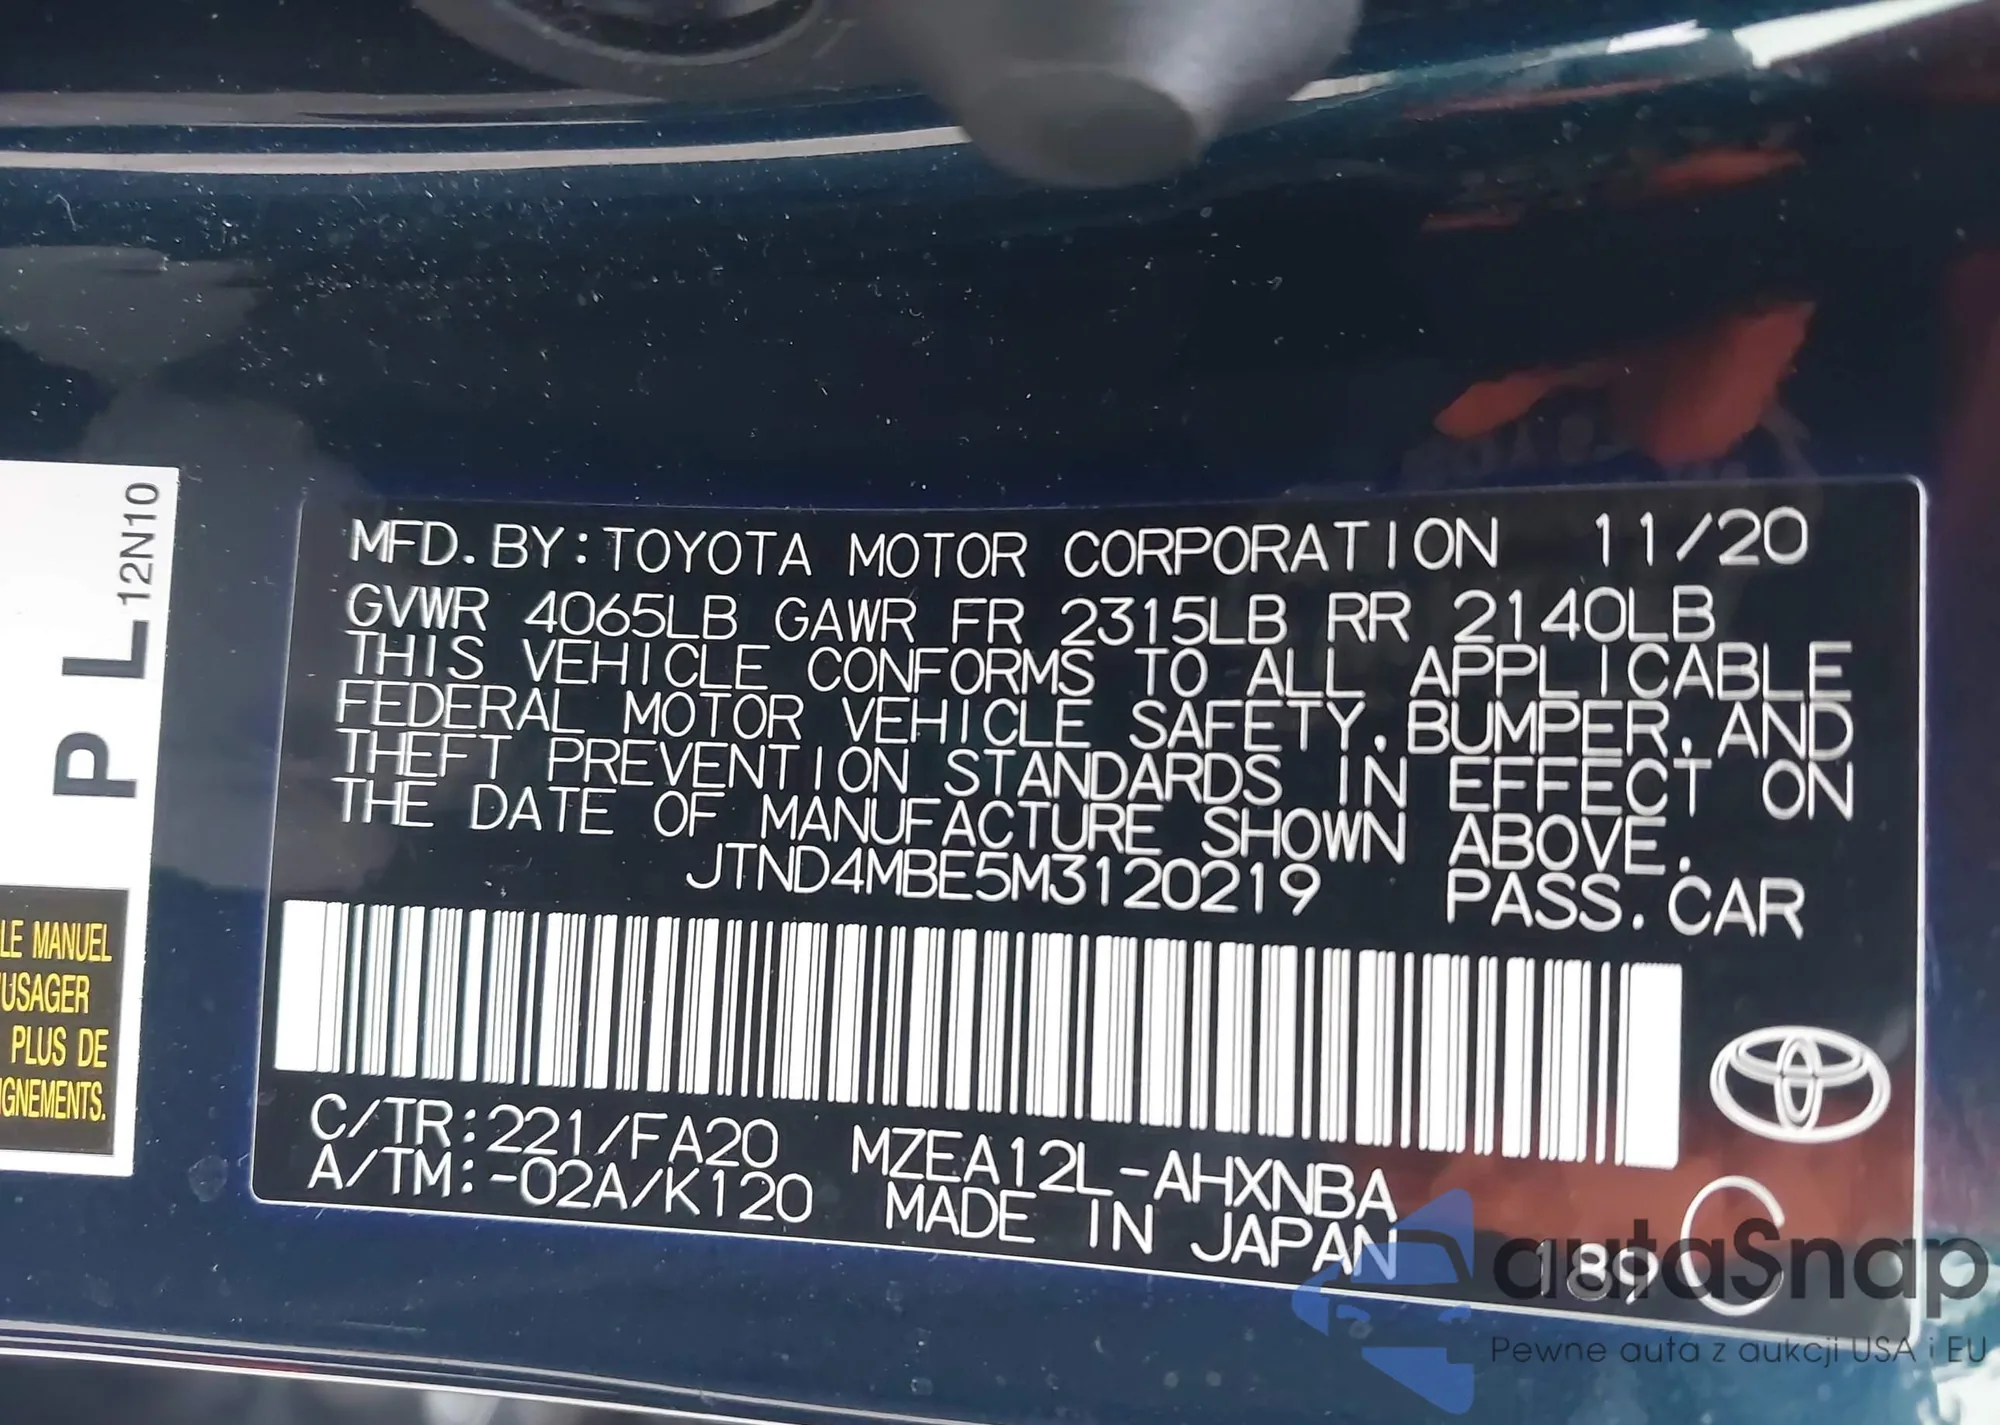 MFD. BY: TOYOTA MOTOR CORPORATION 11/20
GVWR 4065LB GAWR FR 2315LB RR 2140LB
THIS VEHICLE CONFORMS TO ALL APPLICABLE
FEDERAL MOTOR VEHICLE SAFETY, BUMPER, AND
THEFT PREVENTION STANDARDS IN EFFECT ON
THE DATE OF MANUFACTURE SHOWN ABOVE.
JTND4MBE5M3120219 PASS. CAR
C/TR: 221/FA20 MZEA12L-AHXNBA
A/TM: -02A/K120 MADE IN JAPAN
189 C
PL 12N10
LE MANUEL
'USAGER
PLUS DE
IGNEMENTS.
autaSnap
Pewne auta z aukcji USA i EU